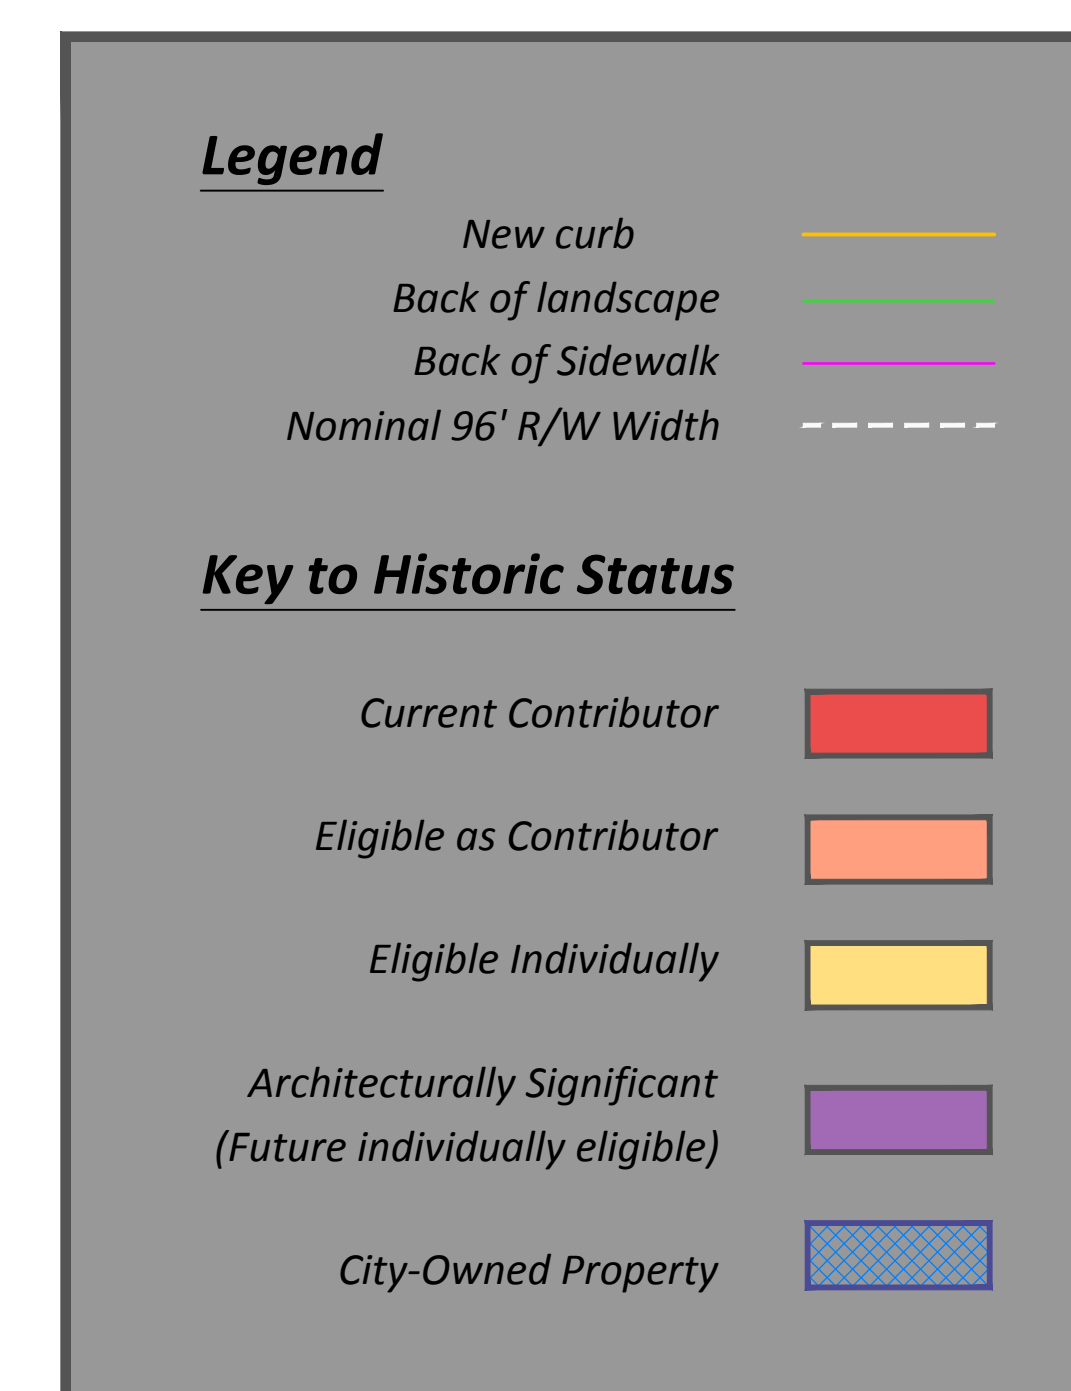 Legend
New curb
Back of landscape
Back of Sidewalk
Nominal 96' R/W Width
Key to Historic Status
Current Contributor
Eligible as Contributor
Eligible Individually
Architecturally Significant
(Future individually eligible)
City-Owned Property